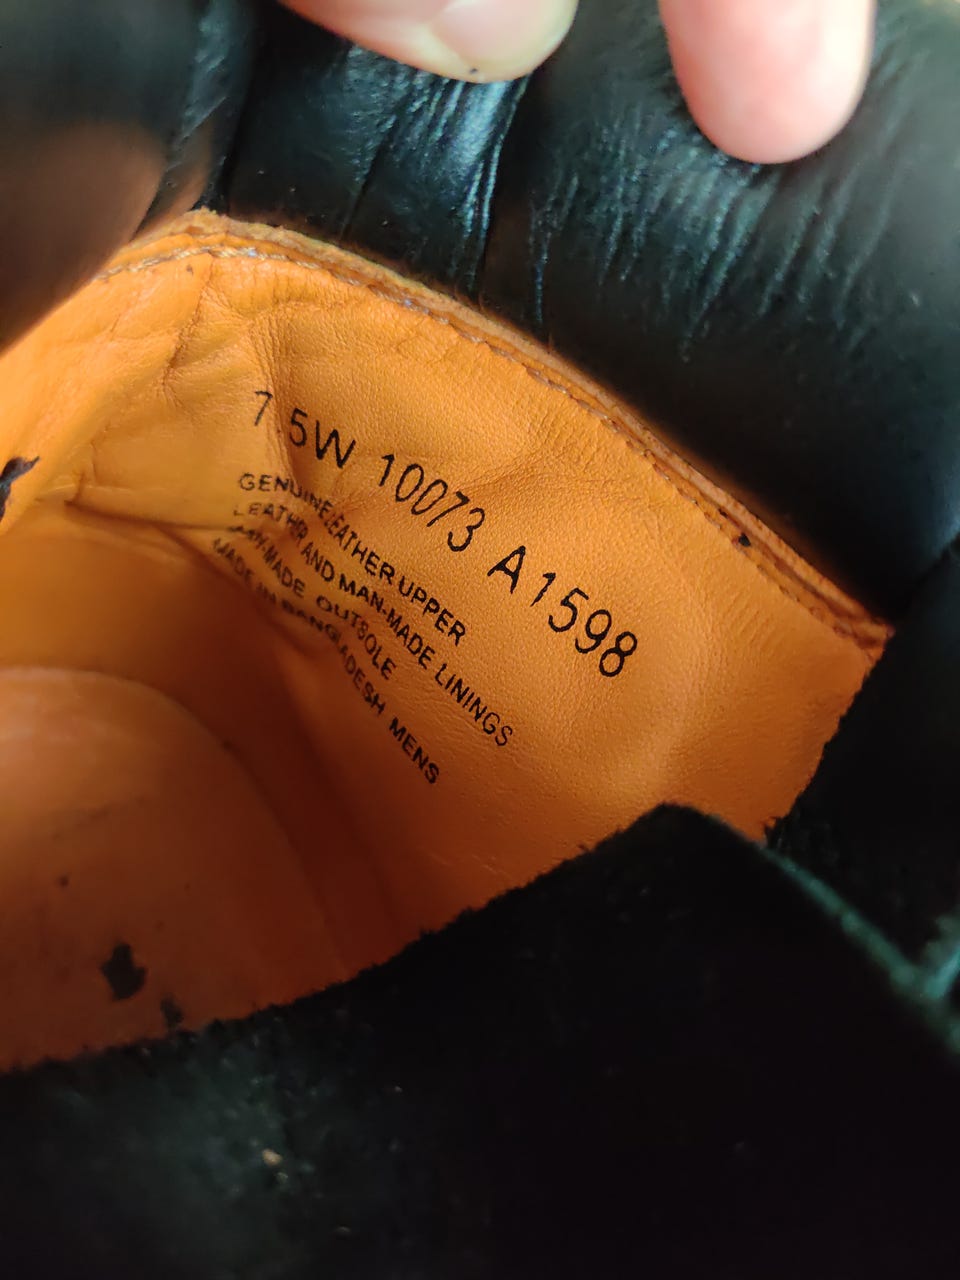 7.5W 10073 A1598
GENUINE LEATHER UPPER
LEATHER AND MAN-MADE LININGS
MAN-MADE OUTSOLE
MADE IN BANGLADESH MENS